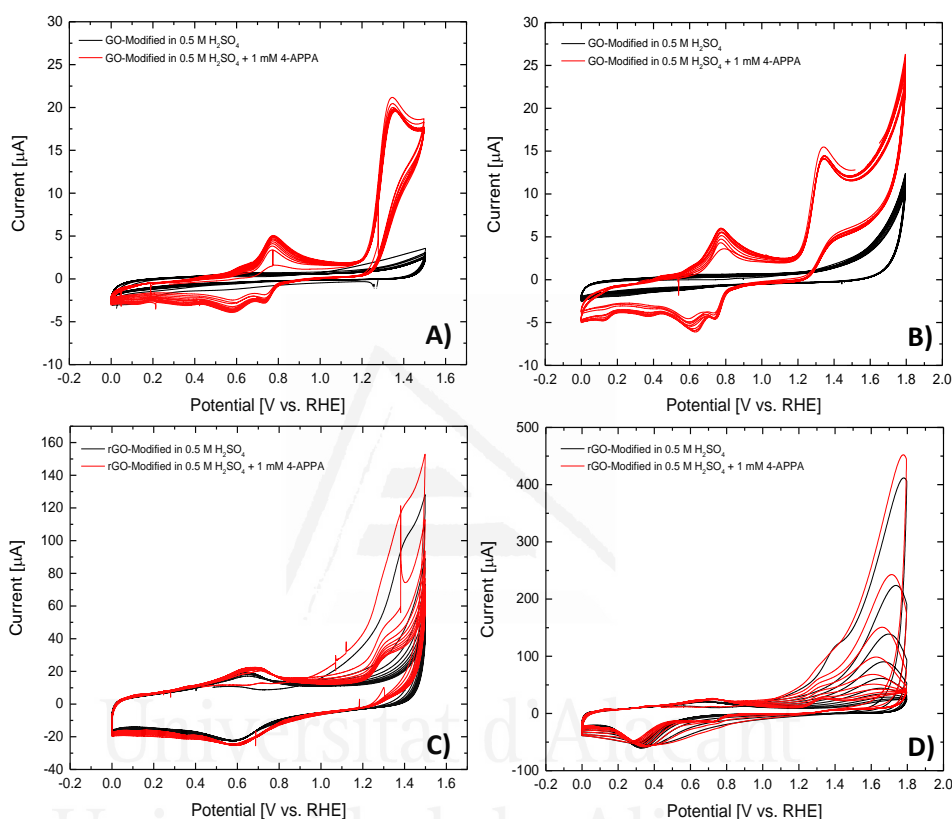 GO-Modified in 0.5 M H₂SO₄
GO-Modified in 0.5 M H₂SO₄ + 1 mM 4-APPA
Current [µA]
30
25
20
15
10
5
0
-5
-10
A)
-0.2 0.0 0.2 0.4 0.6 0.8 1.0 1.2 1.4 1.6
Potential [V vs. RHE]
GO-Modified in 0.5 M H₂SO₄
GO-Modified in 0.5 M H₂SO₄ + 1 mM 4-APPA
Current [µA]
30
25
20
15
10
5
0
-5
-10
B)
-0.2 0.0 0.2 0.4 0.6 0.8 1.0 1.2 1.4 1.6 1.8 2.0
Potential [V vs. RHE]
rGO-Modified in 0.5 M H₂SO₄
rGO-Modified in 0.5 M H₂SO₄ + 1 mM 4-APPA
Current [µA]
160
140
120
100
80
60
40
20
0
-20
-40
C)
-0.2 0.0 0.2 0.4 0.6 0.8 1.0 1.2 1.4 1.6
Potential [V vs. RHE]
rGO-Modified in 0.5 M H₂SO₄
rGO-Modified in 0.5 M H₂SO₄ + 1 mM 4-APPA
Current [µA]
500
400
300
200
100
0
-100
D)
-0.2 0.0 0.2 0.4 0.6 0.8 1.0 1.2 1.4 1.6 1.8 2.0
Potential [V vs. RHE]
Universitat d'Alacant